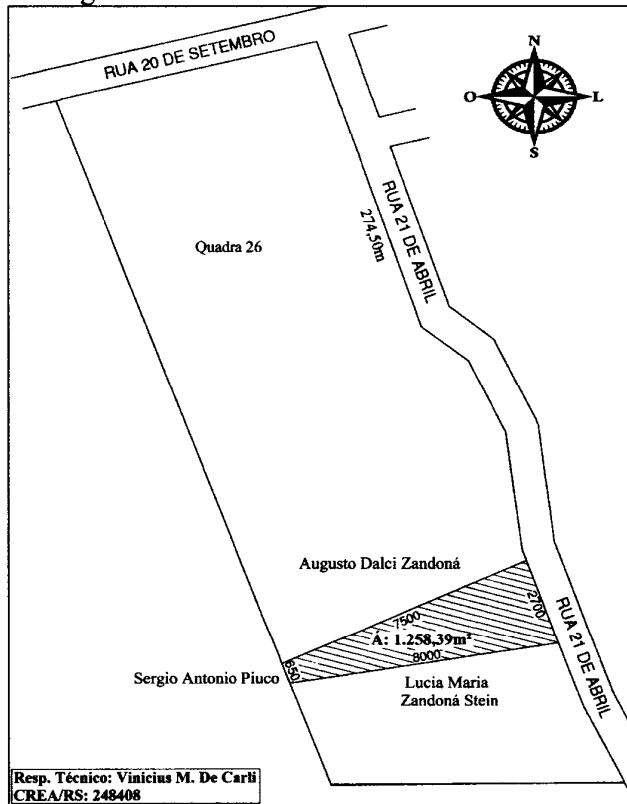 RUA 20 DE SETEMBRO
N
O
L
S
RUA 21 DE ABRIL
274,50m
Quadra 26
Augusto Dalci Zandoná
7500
2700
Á: 1.258,39m²
8000
650
RUA 21 DE ABRIL
Sergio Antonio Piuco
Lucia Maria
Zandoná Stein
Resp. Técnico: Vinicius M. De Carli
CREA/RS: 248408